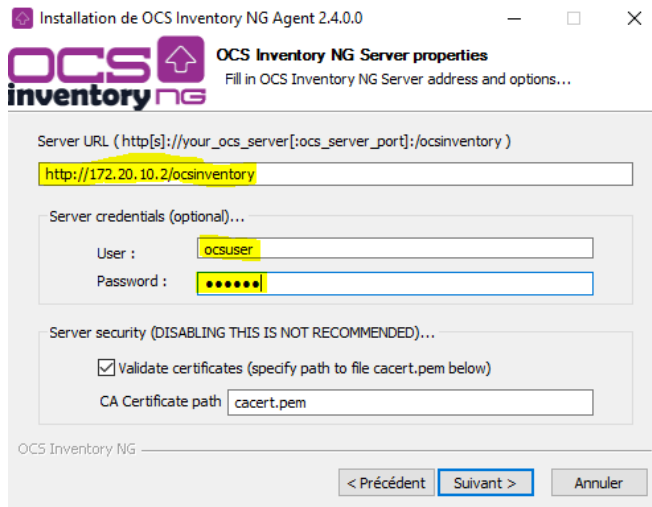 Installation de OCS Inventory NG Agent 2.4.0.0
OCS
inventory NG
OCS Inventory NG Server properties
Fill in OCS Inventory NG Server address and options...
Server URL ( http[s]://your_ocs_server[:ocs_server_port]:/ocsinventory )
http://172.20.10.2/ocsinventory
Server credentials (optional)...
User : ocsuser
Password : ●●●●●●
Server security (DISABLING THIS IS NOT RECOMMENDED)...
Validate certificates (specify path to file cacert.pem below)
CA Certificate path cacert.pem
OCS Inventory NG
< Précédent Suivant > Annuler